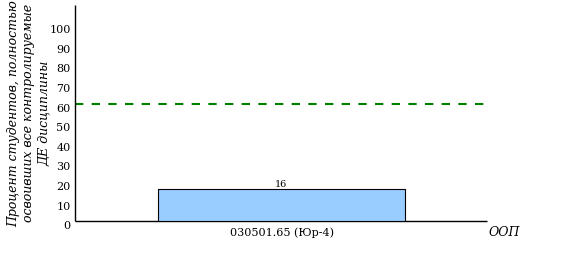 Процент студентов, полностью
освоивших все контролируемые
ДЕ дисциплины
100
90
80
70
60
50
40
30
20
10
0
16
030501.65 (Юр-4)
ООП